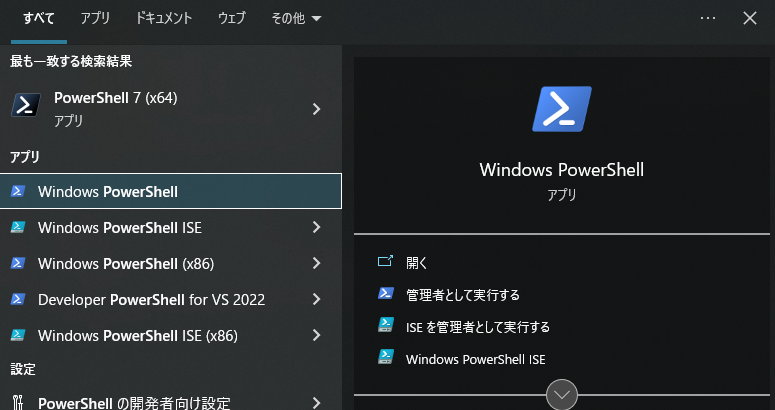 すべて アプリ ドキュメント ウェブ その他
最も一致する検索結果
PowerShell 7 (x64)
アプリ
アプリ
Windows PowerShell
Windows PowerShell ISE
Windows PowerShell (x86)
Developer PowerShell for VS 2022
Windows PowerShell ISE (x86)
設定
PowerShell の開発者向け設定
Windows PowerShell
アプリ
開く
管理者として実行する
ISE を管理者として実行する
Windows PowerShell ISE